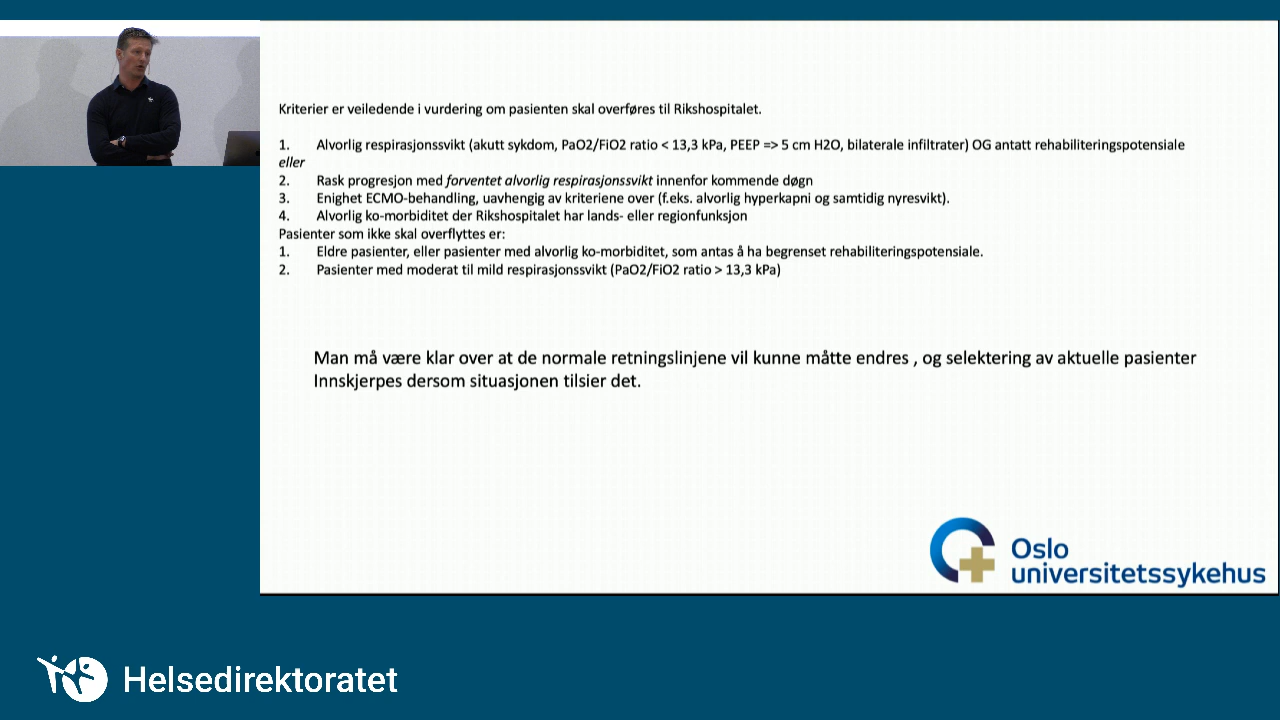 Kriterier er veiledende i vurdering om pasienten skal overføres til Rikshospitalet.
1. Alvorlig respirasjonssvikt (akutt sykdom, PaO2/FiO2 ratio < 13,3 kPa, PEEP => 5 cm H2O, bilaterale infiltrater) OG antatt rehabiliteringspotensiale
eller
2. Rask progresjon med forventet alvorlig respirasjonssvikt innenfor kommende døgn
3. Enighet ECMO-behandling, uavhengig av kriteriene over (f.eks. alvorlig hyperkapni og samtidig nyresvikt).
4. Alvorlig ko-morbiditet der Rikshospitalet har lands- eller regionfunksjon
Pasienter som ikke skal overflyttes er:
1. Eldre pasienter, eller pasienter med alvorlig ko-morbiditet, som antas å ha begrenset rehabiliteringspotensiale.
2. Pasienter med moderat til mild respirasjonssvikt (PaO2/FiO2 ratio > 13,3 kPa)
Man må være klar over at de normale retningslinjene vil kunne måtte endres , og selektering av aktuelle pasienter
Innskjerpes dersom situasjonen tilsier det.
Oslo
universitetssykehus
Helsedirektoratet